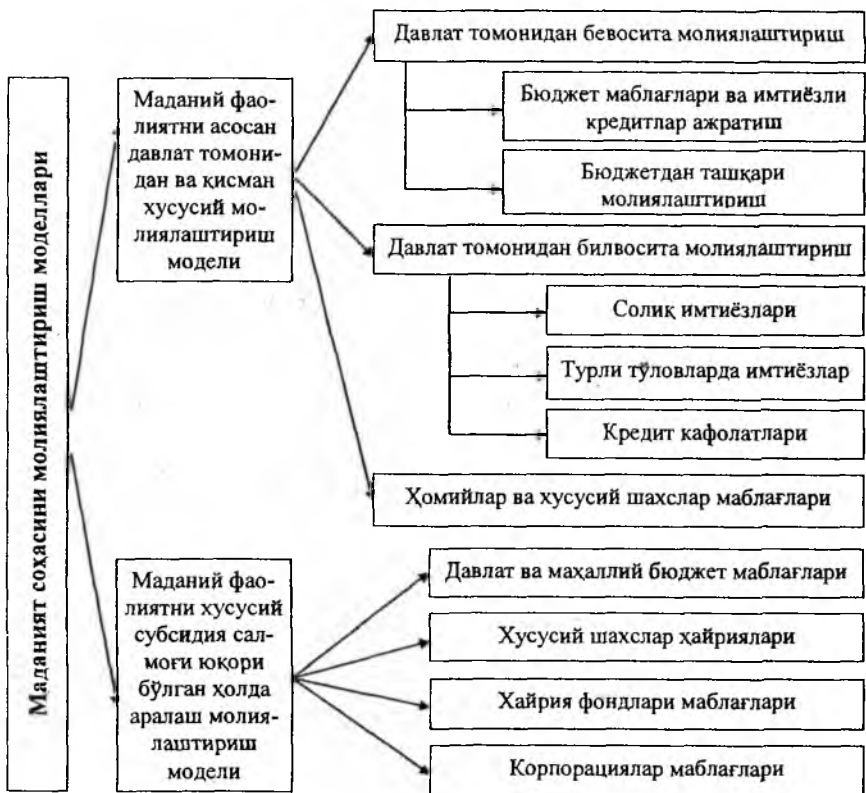 Маданият соҳасини молиялаштириш моделлари
Маданий фао-
лиятни асосан
давлат томони-
дан ва қисман
хусусий мо-
лиялаштириш
модели
Давлат томонидан бевосита молиялаштириш
Бюджет маблағлари ва имтиёзли
кредитлар ажратиш
Бюджетдан ташқари
молиялаштириш
Давлат томонидан билвосита молиялаштириш
Солиқ имтиёзлари
Турли тўловларда имтиёзлар
Кредит кафолатлари
Ҳомийлар ва хусусий шахслар маблағлари
Маданий фао-
лиятни хусусий
субсидия сал-
моғи юқори
бўлган ҳолда
аралаш молия-
лаштириш
модели
Давлат ва маҳаллий бюджет маблағлари
Хусусий шахслар ҳайриялари
Хайрия фондлари маблағлари
Корпорациялар маблағлари